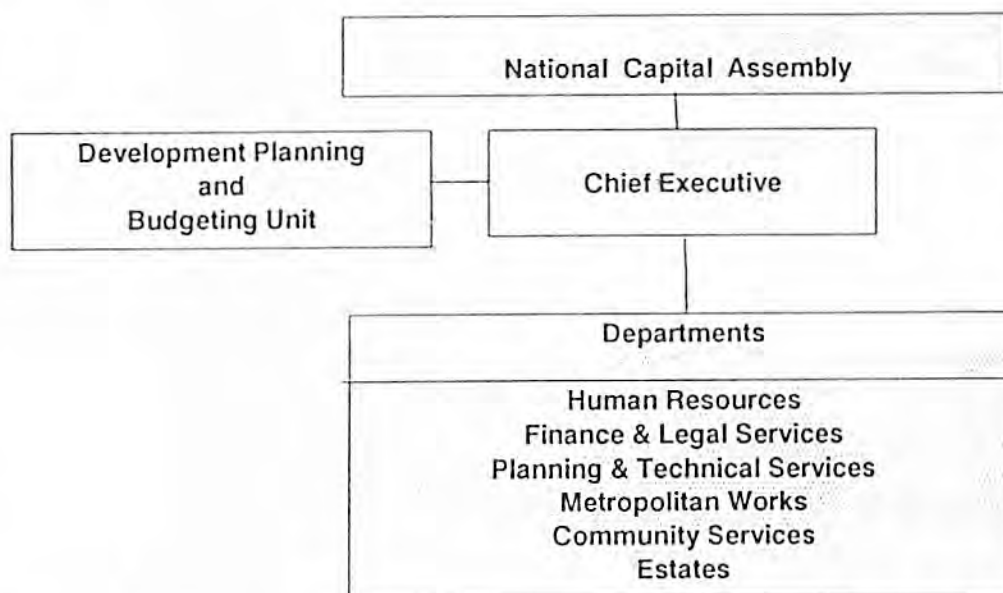 National Capital Assembly
Development Planning
and
Budgeting Unit
Chief Executive
Departments
Human Resources
Finance & Legal Services
Planning & Technical Services
Metropolitan Works
Community Services
Estates